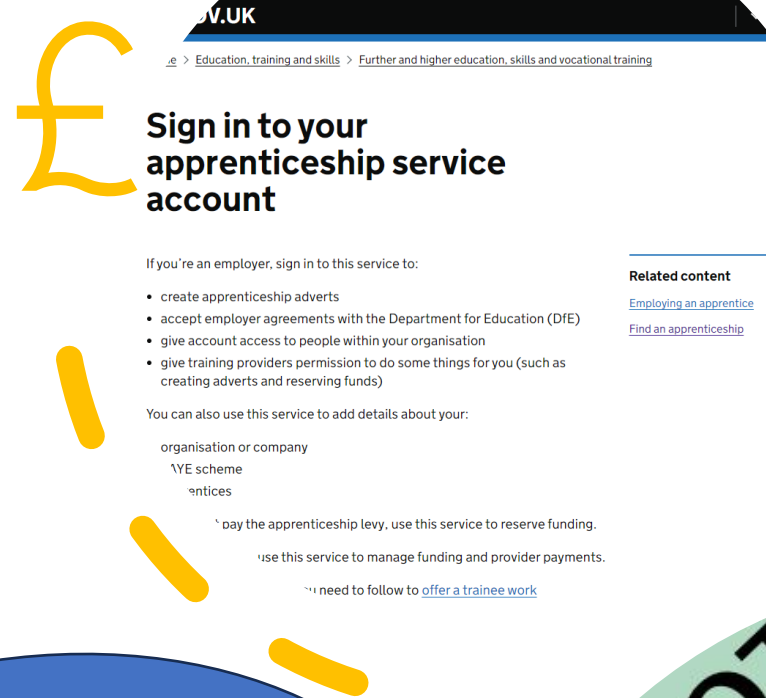 £
OV.UK
> Education, training and skills > Further and higher education, skills and vocational training
Sign in to your
apprenticeship service
account
If you're an employer, sign in to this service to:
• create apprenticeship adverts
• accept employer agreements with the Department for Education (DfE)
• give account access to people within your organisation
• give training providers permission to do some things for you (such as
creating adverts and reserving funds)
You can also use this service to add details about your:
organisation or company
AYE scheme
entices
pay the apprenticeship levy, use this service to reserve funding.
use this service to manage funding and provider payments.
need to follow to offer a trainee work
Related content
Employing an apprentice
Find an apprenticeship